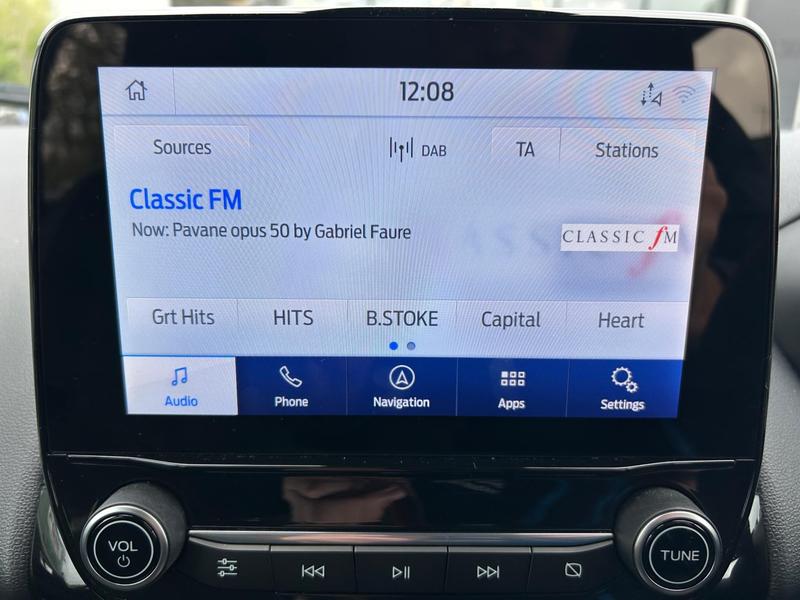 12:08
Sources
DAB
TA
Stations
Classic FM
Now: Pavane opus 50 by Gabriel Faure
CLASSIC fM
Grt Hits
HITS
B.STOKE
Capital
Heart
Audio
Phone
Navigation
Apps
Settings
VOL
TUNE